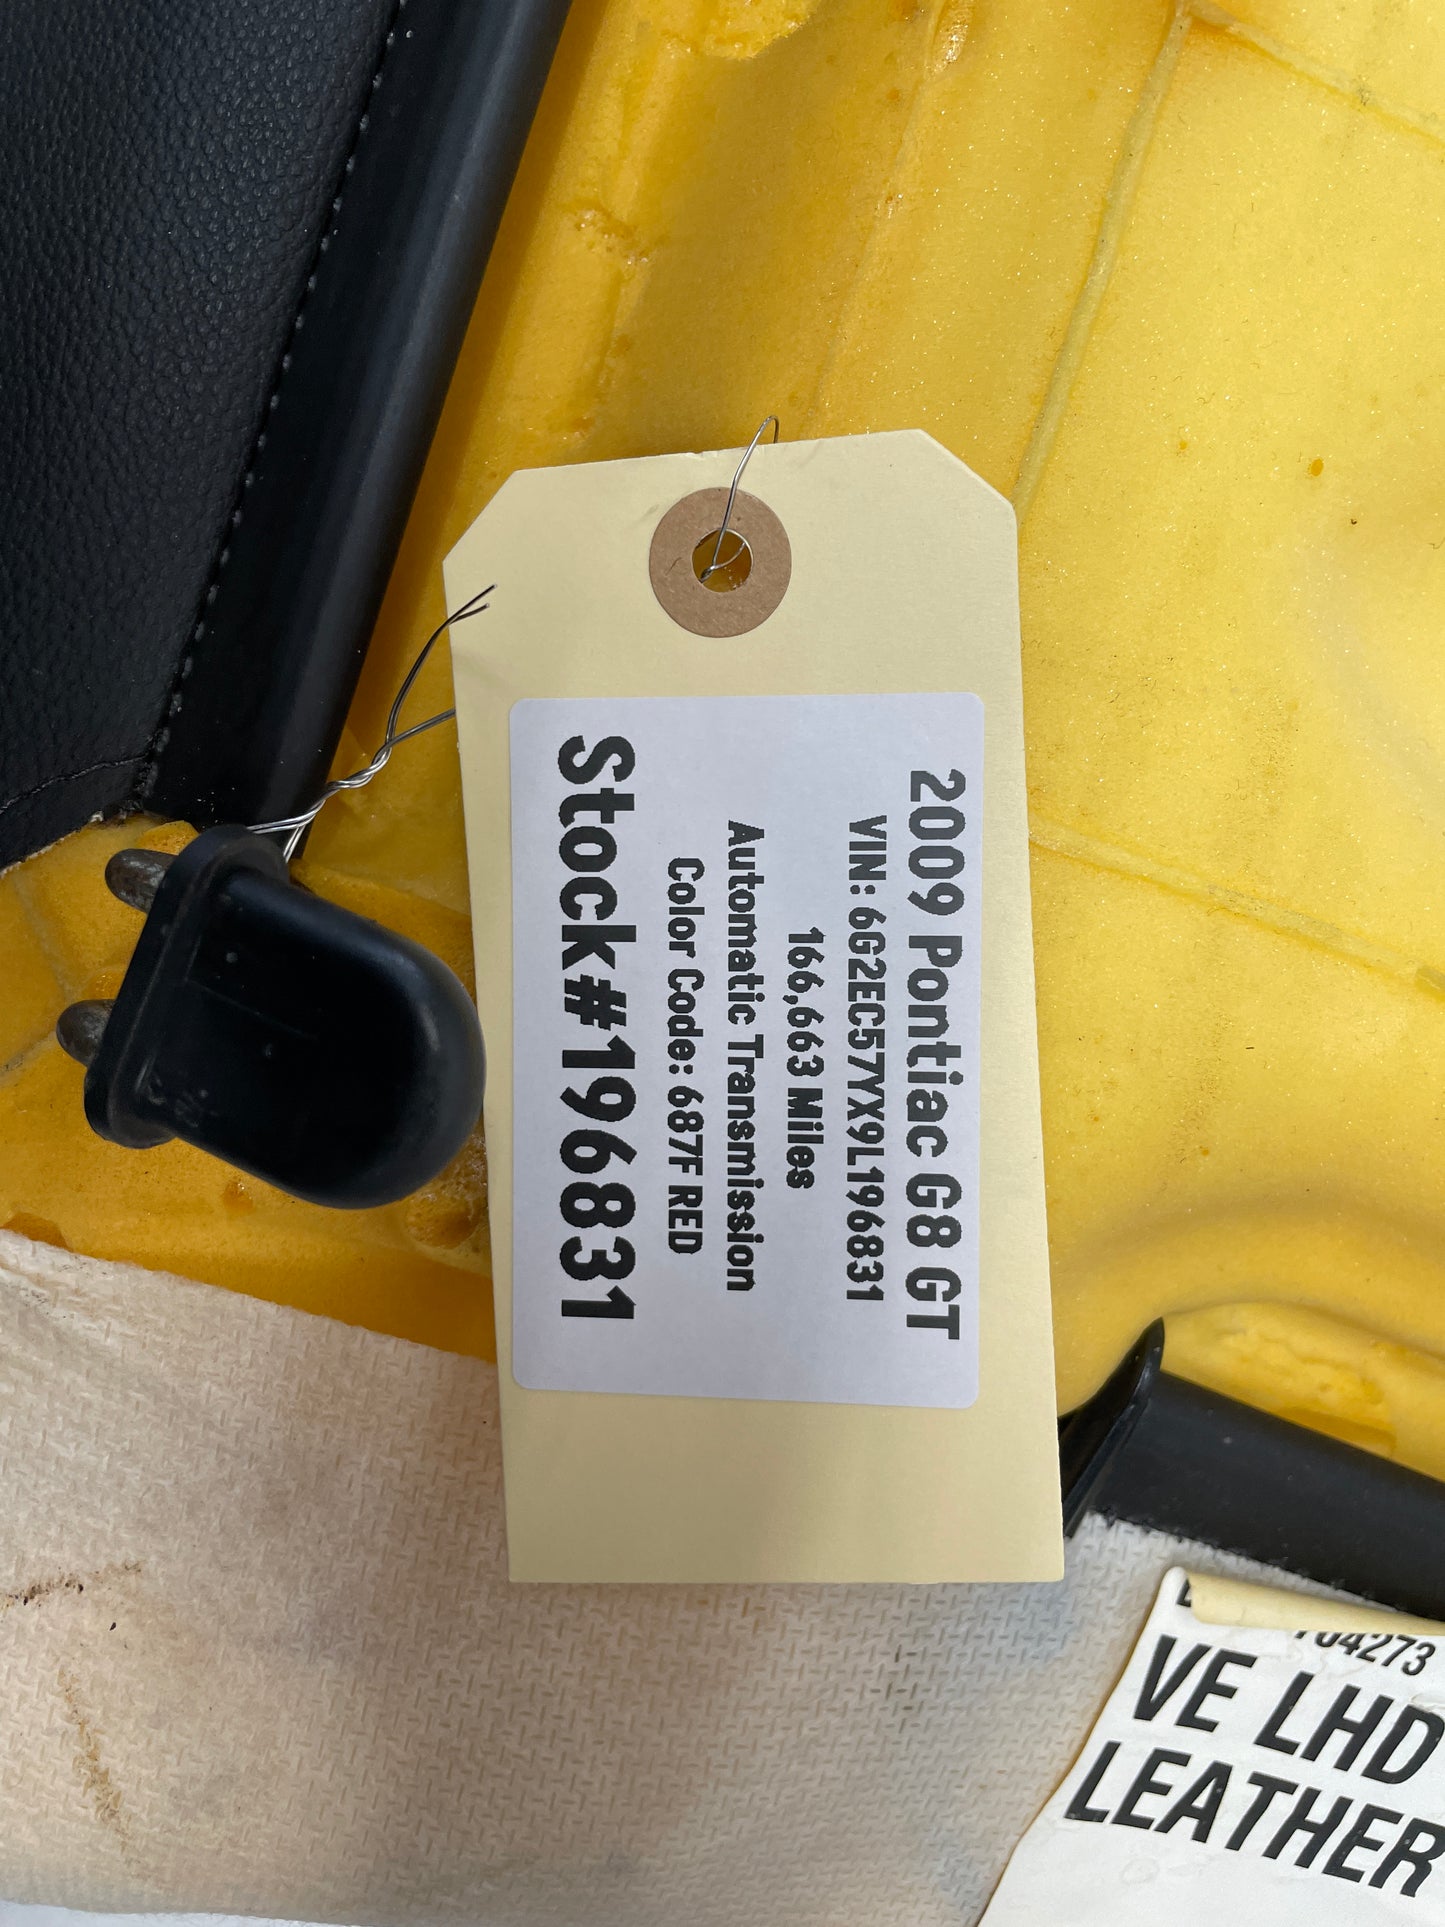 2009 Pontiac G8 GT
VIN: 6G2EC57YX9L196831
166,663 Miles
Automatic Transmission
Color Code: 687F RED
Stock#196831
04273
VE LHD
LEATHER